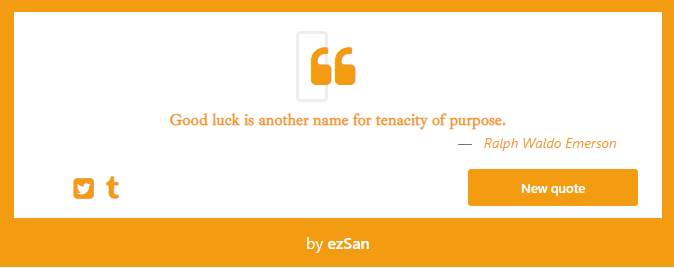 Good luck is another name for tenacity of purpose.
— Ralph Waldo Emerson
New quote
by ezSan